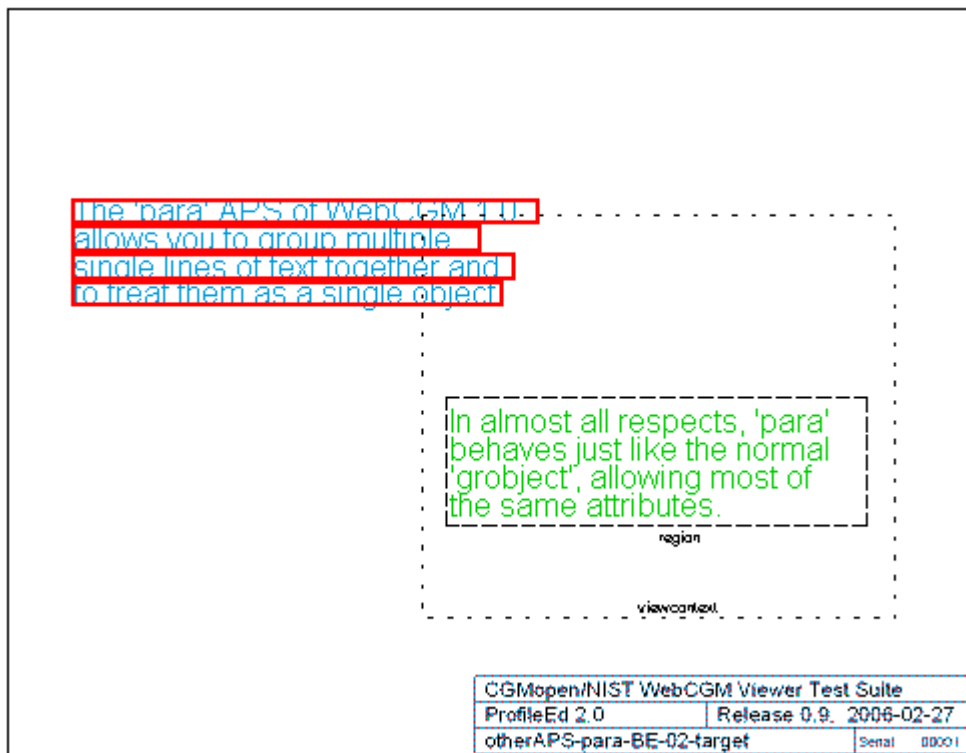 The 'para' APS of WebCGM 1.0
allows you to group multiple
single lines of text together and
to treat them as a single object
In almost all respects, 'para'
behaves just like the normal
'grobject', allowing most of
the same attributes.
region
viewcontext
CGMopen/NIST WebCGM Viewer Test Suite
ProfileEd 2.0 Release 0.9, 2006-02-27
otherAPS-para-BE-02-target Serial 00001